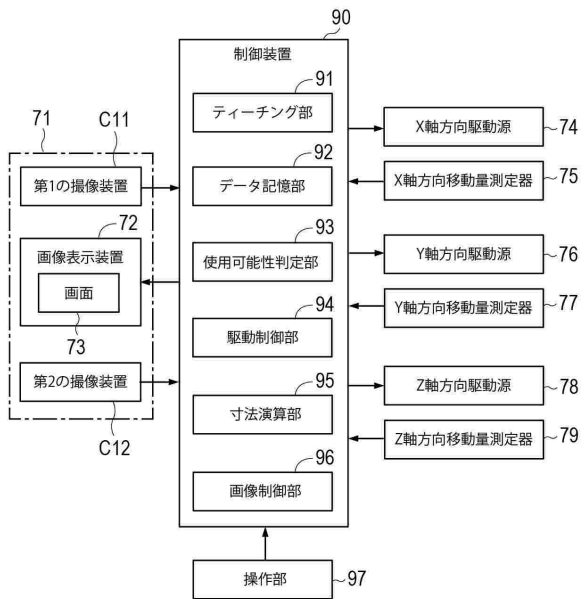 90
制御装置
91
ティーチング部
92
データ記憶部
93
使用可能性判定部
94
駆動制御部
95
寸法演算部
96
画像制御部
71
C11
第1の撮像装置
72
画像表示装置
画面
73
第2の撮像装置
C12
X軸方向駆動源
74
X軸方向移動量測定器
75
Y軸方向駆動源
76
Y軸方向移動量測定器
77
Z軸方向駆動源
78
Z軸方向移動量測定器
79
操作部
97